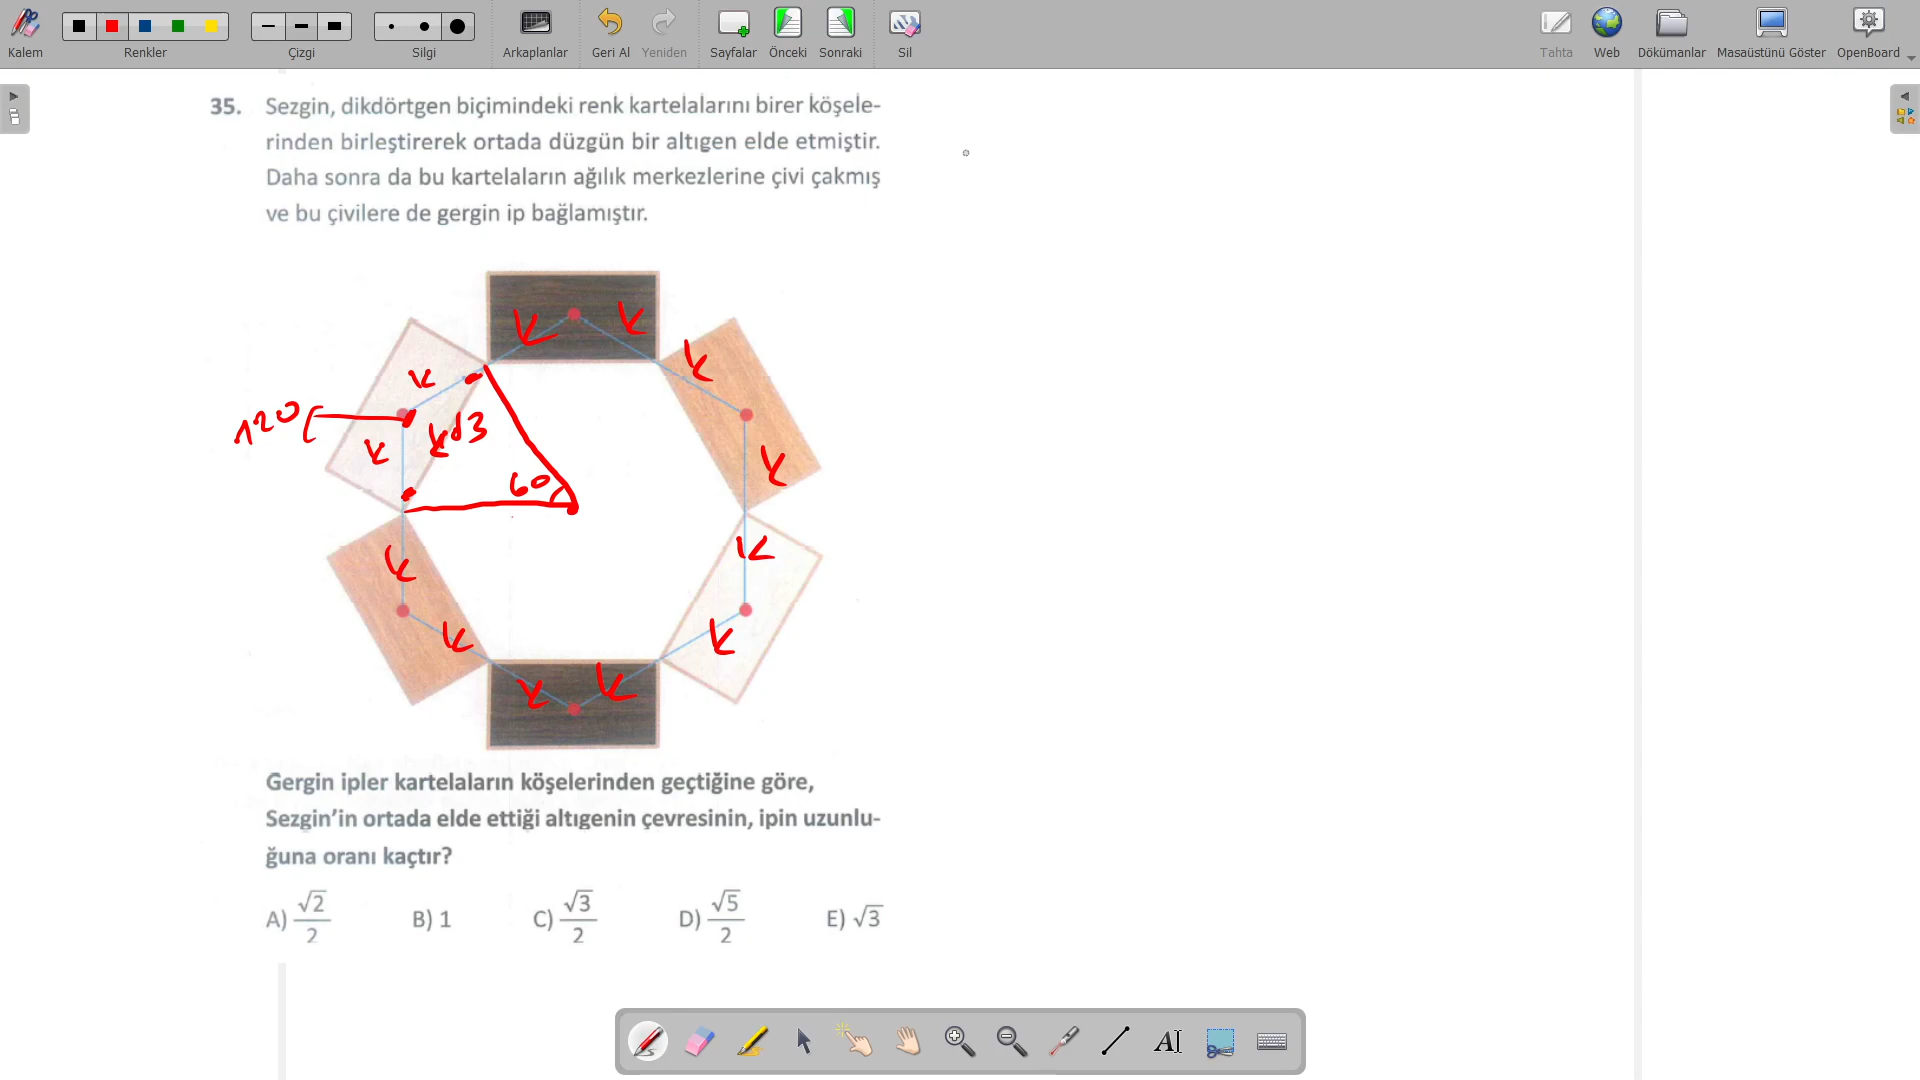 Kalem
Renkler
Çizgi
Silgi
Arkaplanlar
Geri Al
Yeniden
Sayfalar
Önceki
Sonraki
Sil
Tahta
Web
Dökümanlar
Masaüstünü Göster
OpenBoard
35. Sezgin, dikdörtgen biçimindeki renk kartelalarını birer köşele-
rinden birleştirerek ortada düzgün bir altıgen elde etmiştir.
Daha sonra da bu kartelaların ağılık merkezlerine çivi çakmış
ve bu çivilere de gergin ip bağlamıştır.
k k
k k
120 k k√3 k
60
k k
k k
k k
Gergin ipler kartelaların köşelerinden geçtiğine göre,
Sezgin'in ortada elde ettiği altıgenin çevresinin, ipin uzunlu-
ğuna oranı kaçtır?
A) √2/2 B) 1 C) √3/2 D) √5/2 E) √3